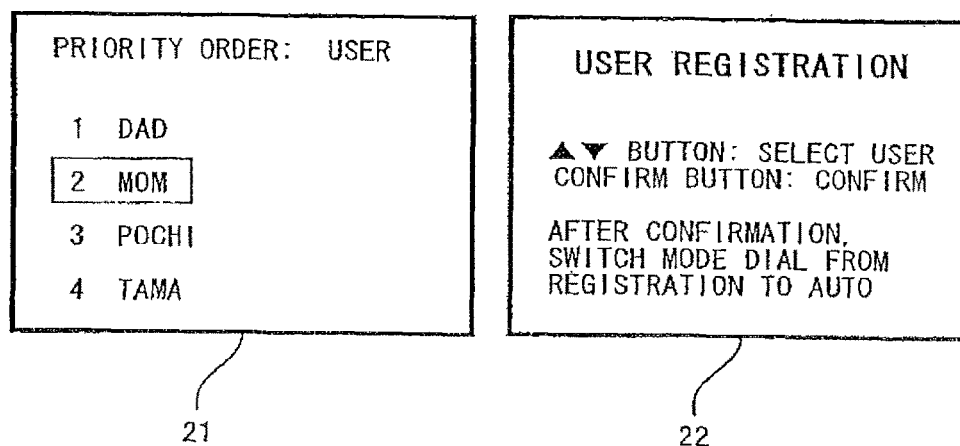 PRIORITY ORDER: USER
1 DAD
2 MOM
3 POCHI
4 TAMA
21
USER REGISTRATION
▲▼ BUTTON: SELECT USER
CONFIRM BUTTON: CONFIRM
AFTER CONFIRMATION,
SWITCH MODE DIAL FROM
REGISTRATION TO AUTO
22